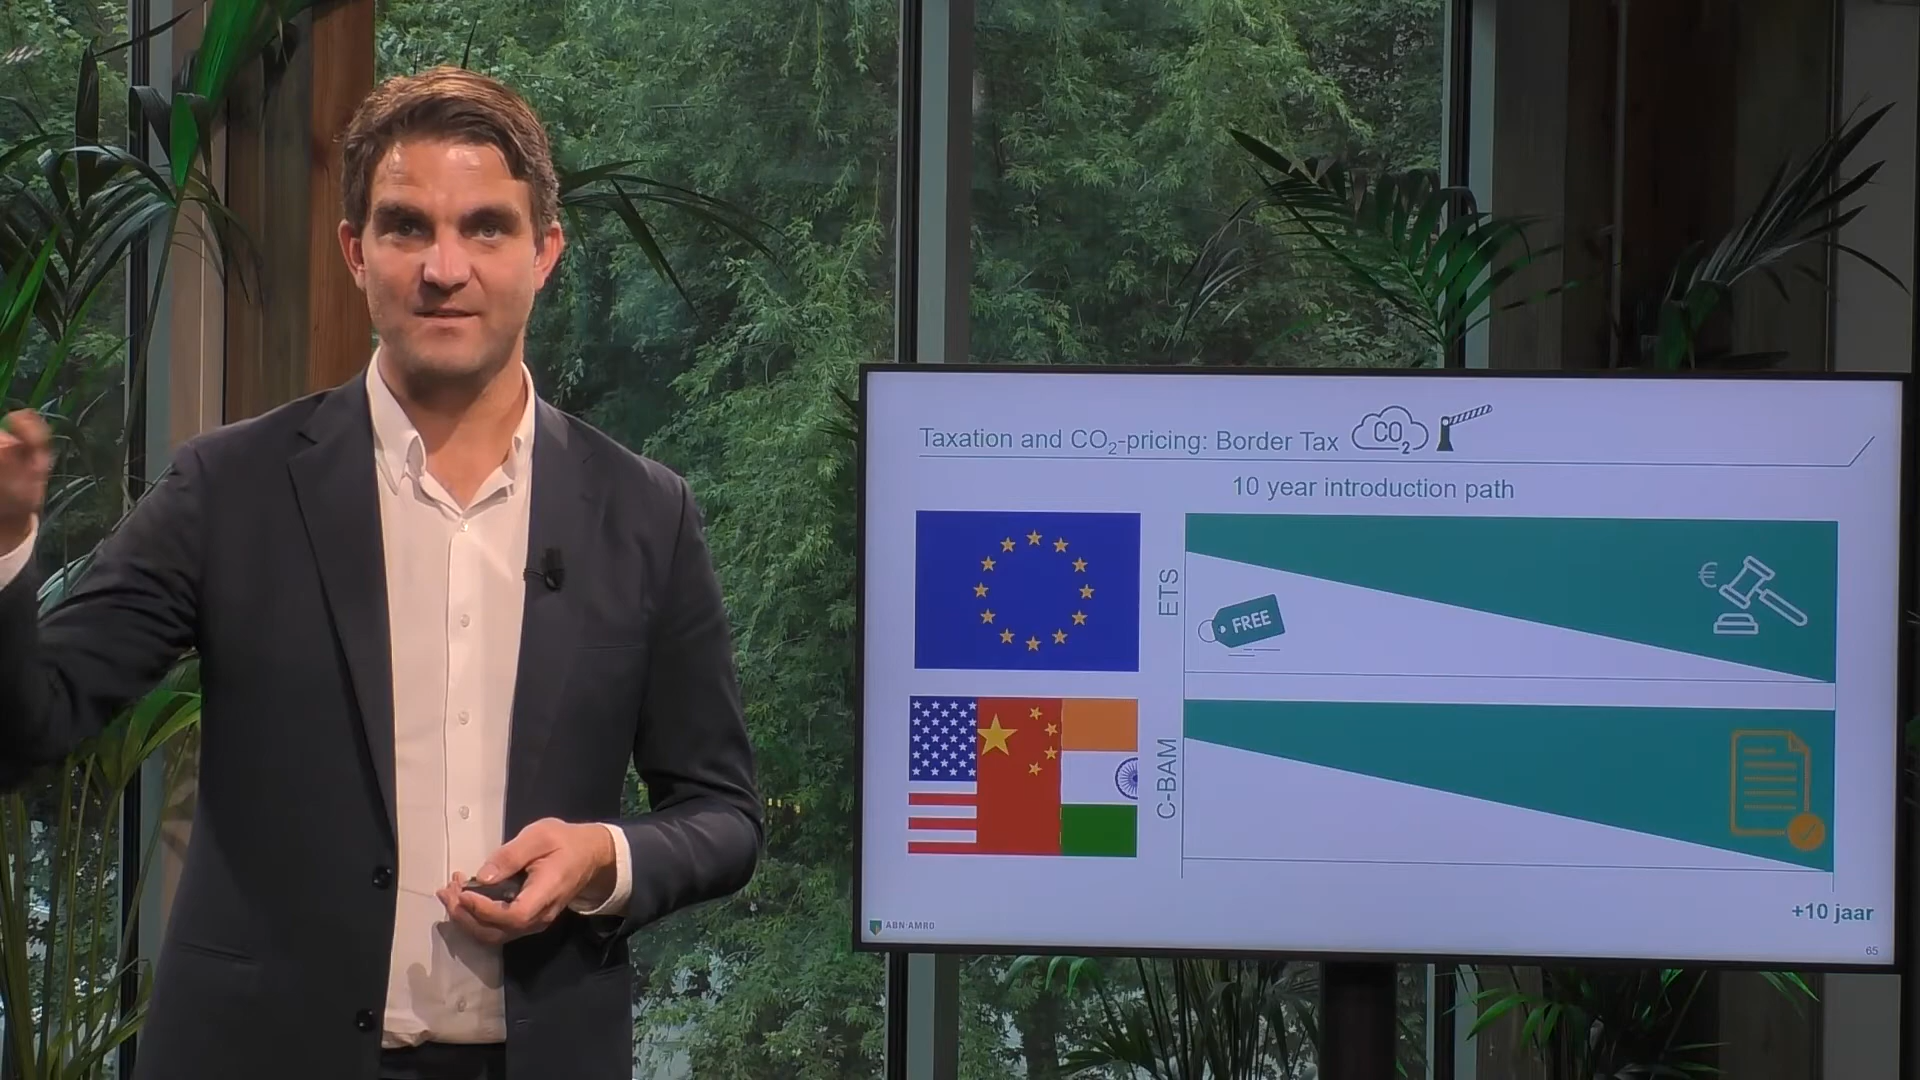 Taxation and CO₂-pricing: Border Tax
CO₂
10 year introduction path
ETS
FREE
€
C-BAM
+10 jaar
ABN·AMRO
65